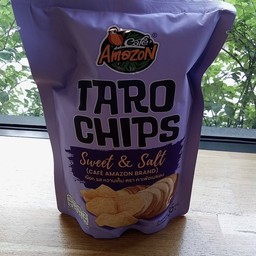 Café
Amazon
TARO
CHIPS
Sweet & Salt
(CAFÉ AMAZON BRAND)